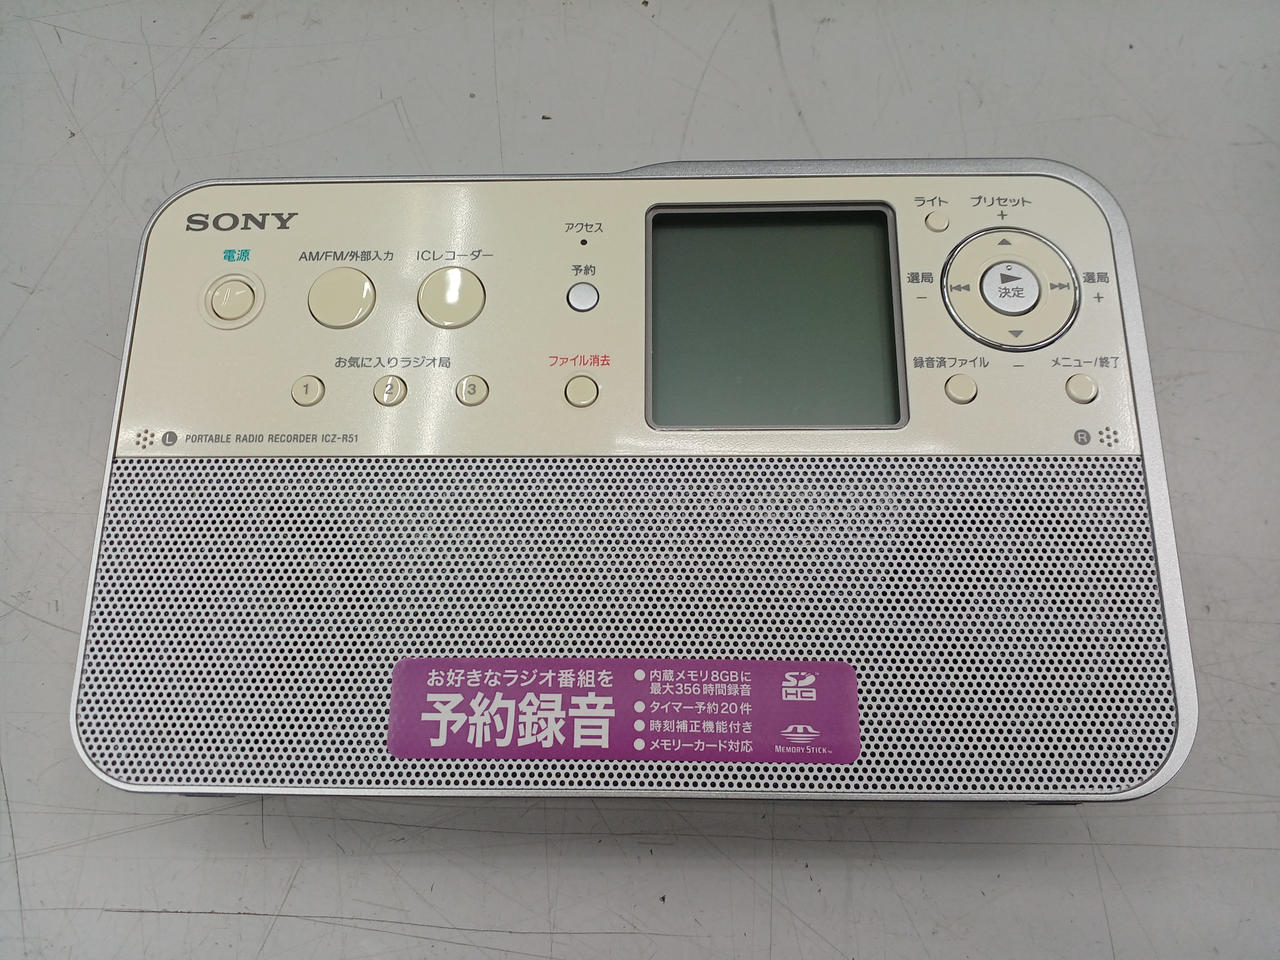 SONY
電源
AM/FM/外部入力
ICレコーダー
アクセス
予約
お気に入りラジオ局
1
2
3
ファイル消去
L PORTABLE RADIO RECORDER ICZ-R51
ライト
プリセット
+
選局
−
決定
選局
+
−
録音済ファイル
メニュー/終了
R
お好きなラジオ番組を
予約録音
●内蔵メモリ8GBに
最大356時間録音
●タイマー予約20件
●時刻補正機能付き
●メモリーカード対応
SD
HC
MEMORY STICK™